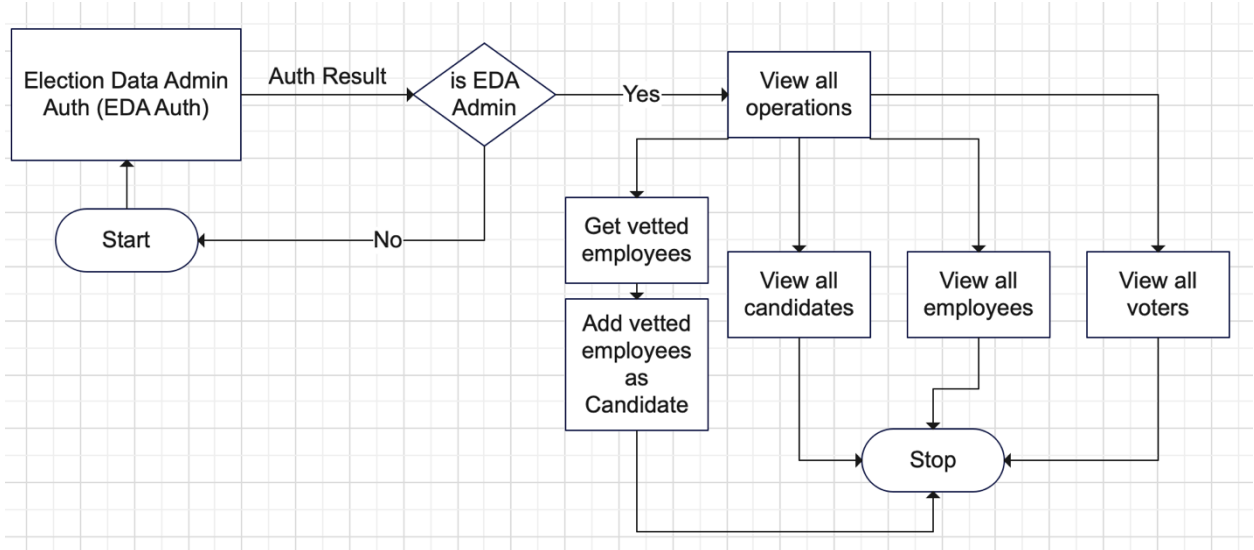 Election Data Admin
Auth (EDA Auth)
Auth Result
is EDA
Admin
Yes
View all
operations
Start
No
Get vetted
employees
Add vetted
employees
as
Candidate
View all
candidates
View all
employees
View all
voters
Stop